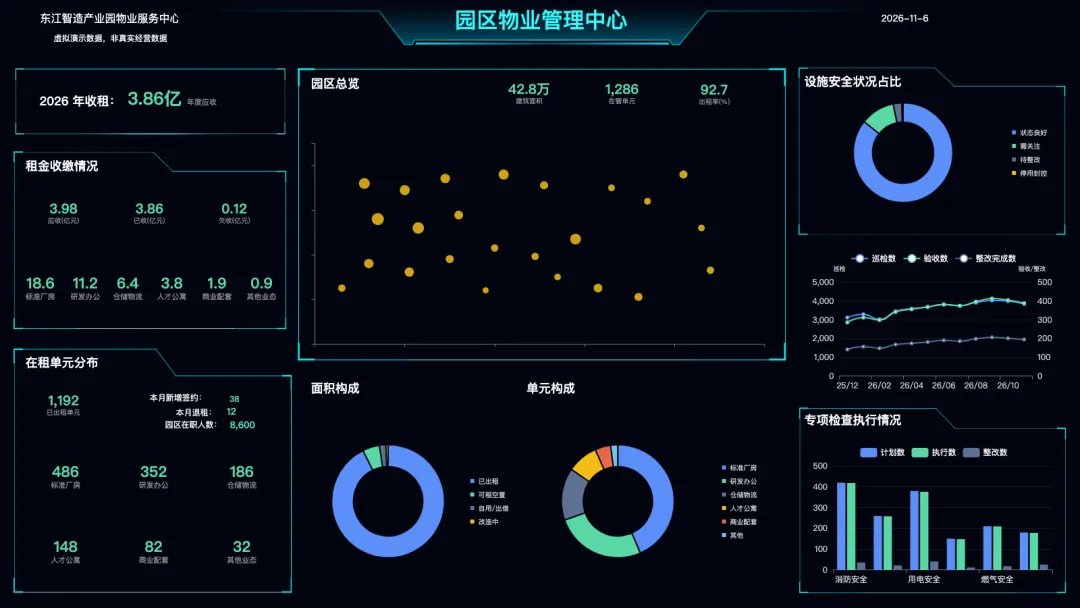 东江智造产业园物业服务中心
虚拟演示数据，非真实经营数据
园区物业管理中心
2026-11-6
2026 年收租： 3.86亿 年度应收
租金收缴情况
3.98 3.86 0.12
应收(亿元) 已收(亿元) 欠收(亿元)
18.6 11.2 6.4 3.8 1.9 0.9
标准厂房 研发办公 仓储物流 人才公寓 商业配套 其他业态
在租单元分布
1,192
已出租单元
本月新增签约： 38
本月退租： 12
园区在职人数： 8,600
486 352 186
标准厂房 研发办公 仓储物流
148 82 32
人才公寓 商业配套 其他业态
园区总览
42.8万 1,286 92.7
建筑面积 在管单元 出租率(%)
面积构成
已出租
可租空置
自用/出借
改造中
单元构成
标准厂房
研发办公
仓储物流
人才公寓
商业配套
其他
设施安全状况占比
状态良好
需关注
待整改
停用封控
巡检数 验收数 整改完成数
巡检 验收/整改
5,000 500
4,000 400
3,000 300
2,000 200
1,000 100
0 0
25/12 26/02 26/04 26/06 26/08 26/10
专项检查执行情况
计划数 执行数 整改数
500
400
300
200
100
0
消防安全 用电安全 燃气安全